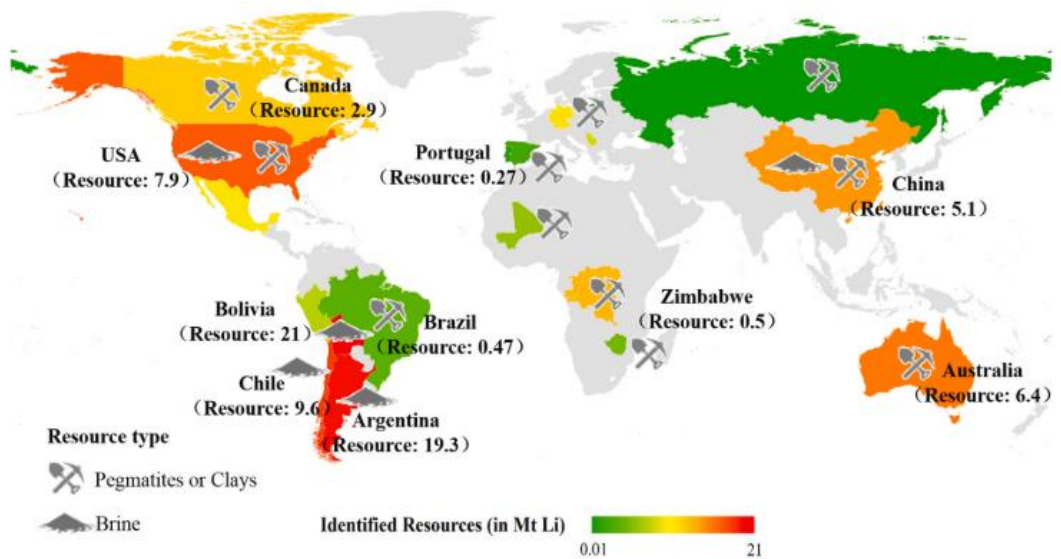 Canada
（Resource: 2.9）
USA
（Resource: 7.9）
Portugal
（Resource: 0.27）
China
（Resource: 5.1）
Bolivia
（Resource: 21）
Brazil
（Resource: 0.47）
Zimbabwe
（Resource: 0.5）
Chile
（Resource: 9.6）
Argentina
（Resource: 19.3）
Australia
（Resource: 6.4）
Resource type
Pegmatites or Clays
Brine
Identified Resources (in Mt Li)
0.01
21